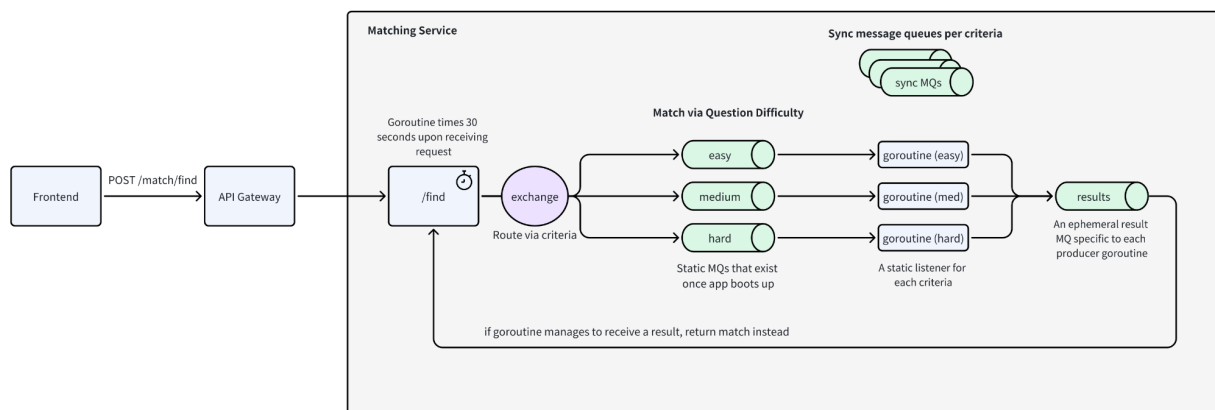 Matching Service
Sync message queues per criteria
sync MQs
Match via Question Difficulty
Goroutine times 30
seconds upon receiving
request
Frontend
POST /match/find
API Gateway
/find
exchange
Route via criteria
easy
medium
hard
Static MQs that exist
once app boots up
goroutine (easy)
goroutine (med)
goroutine (hard)
A static listener for
each criteria
results
An ephemeral result
MQ specific to each
producer goroutine
if goroutine manages to receive a result, return match instead